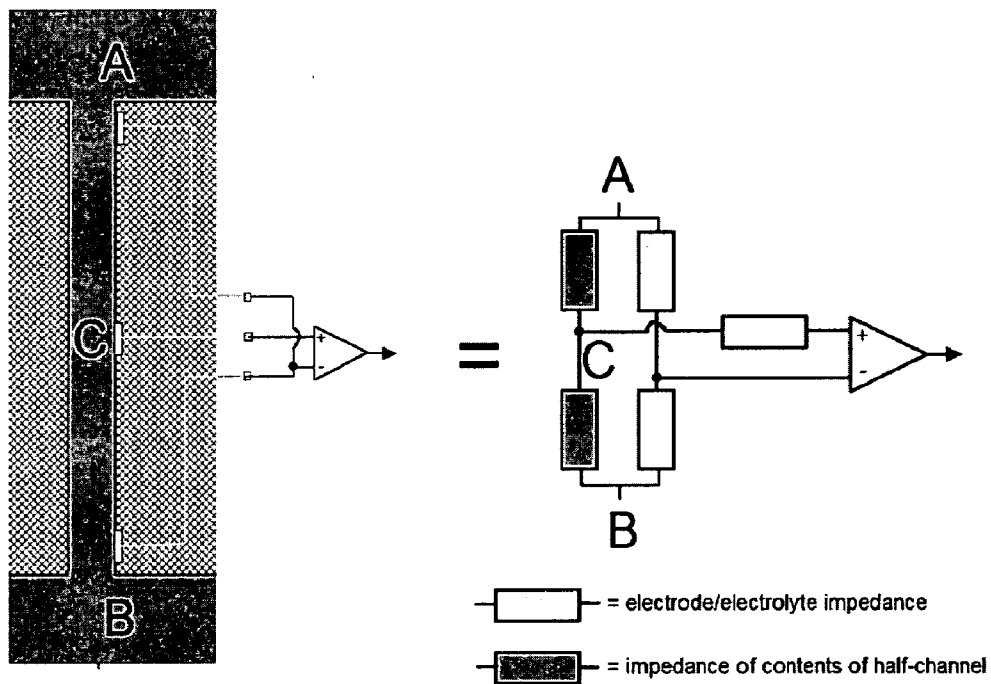 A
C
B
+
-
=
A
C
+
-
B
= electrode/electrolyte impedance
= impedance of contents of half-channel